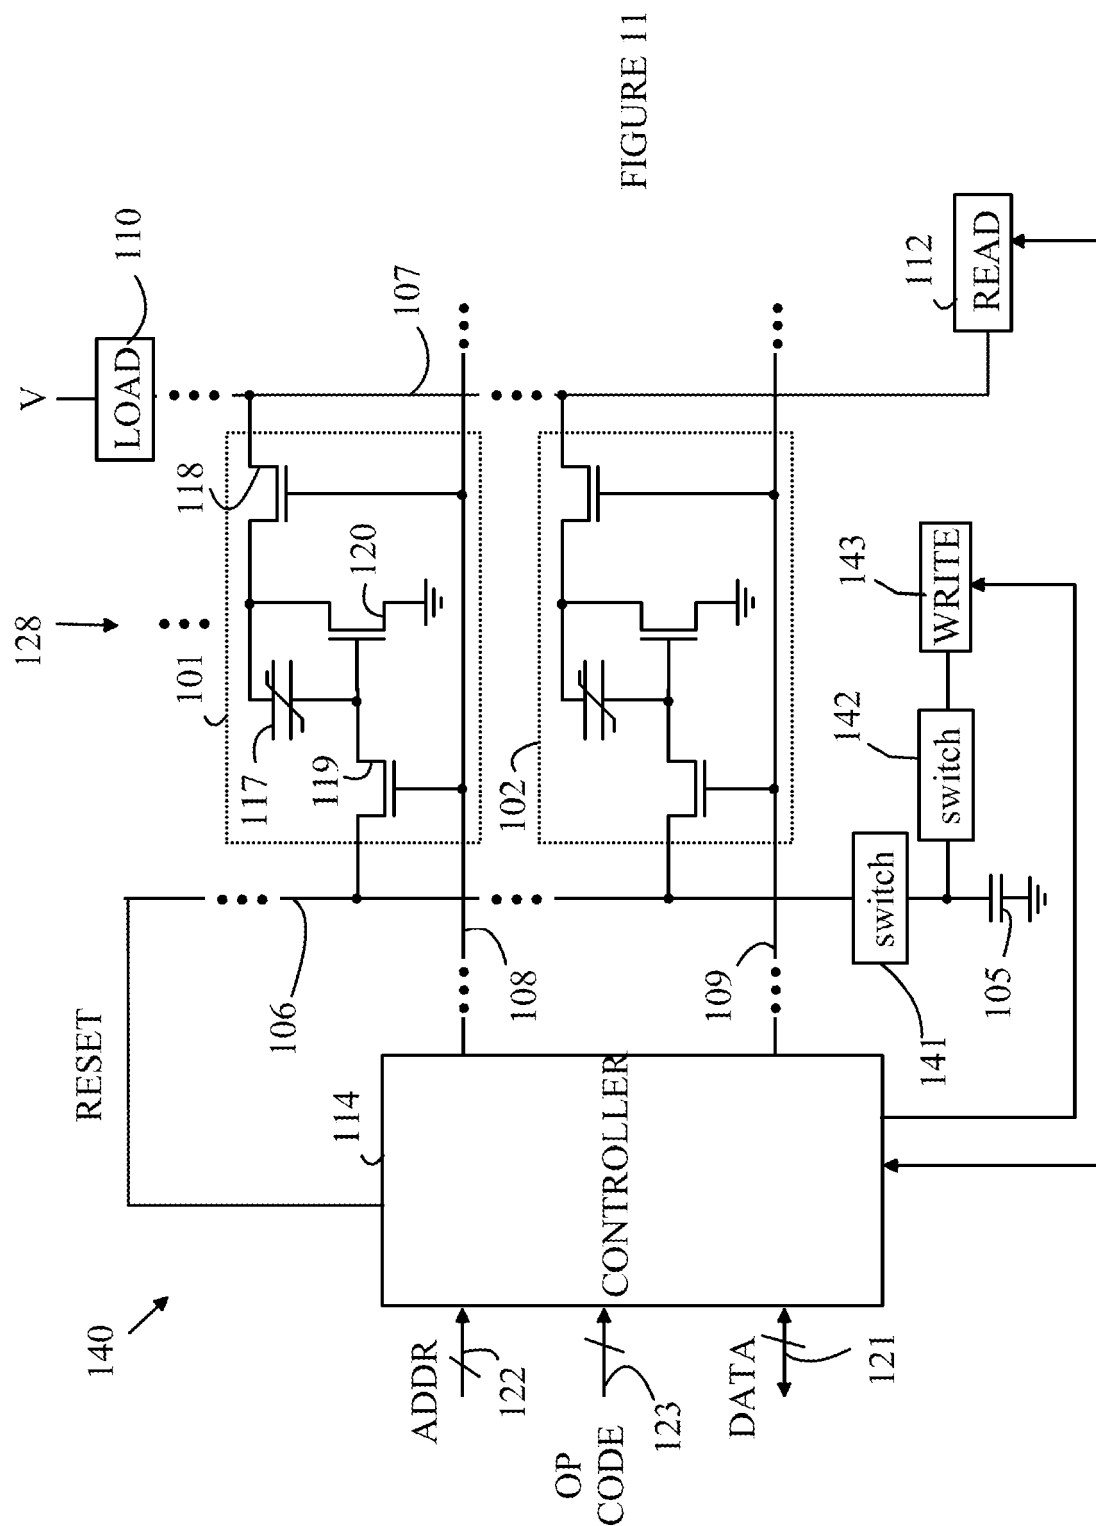 FIGURE 11
V
LOAD
110
128
101
118
107
117
120
119
RESET
106
108
102
109
114
CONTROLLER
140
ADDR
122
OP
CODE
123
DATA
121
switch
141
105
switch
142
WRITE
143
READ
112